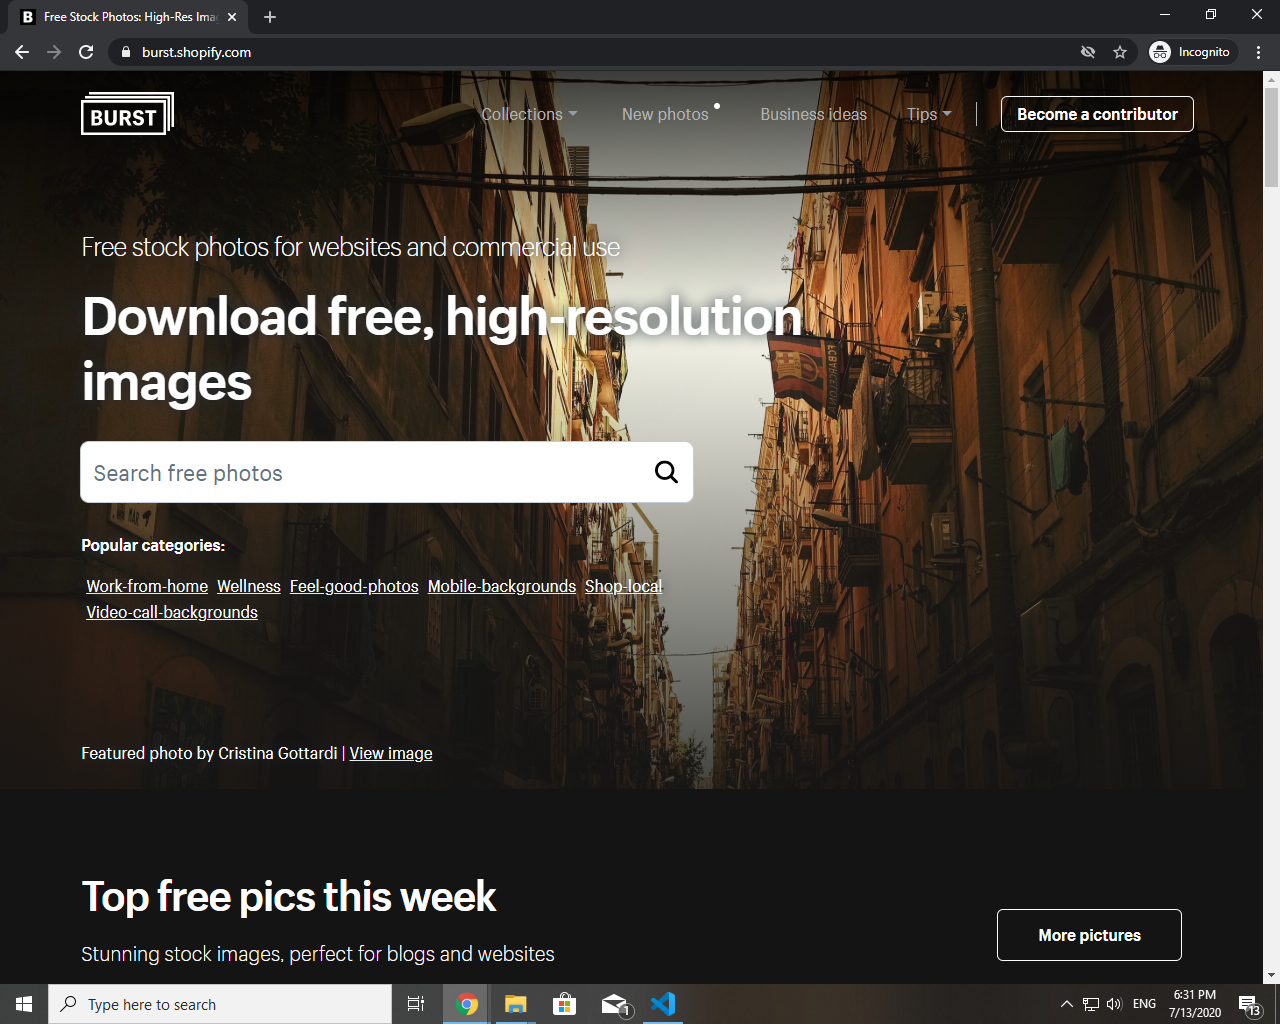 Free Stock Photos: High-Res Imag
burst.shopify.com
Incognito
BURST
Collections
New photos
Business ideas
Tips
Become a contributor
Free stock photos for websites and commercial use
Download free, high-resolution
images
Search free photos
Popular categories:
Work-from-home Wellness Feel-good-photos Mobile-backgrounds Shop-local
Video-call-backgrounds
Featured photo by Cristina Gottardi | View image
Top free pics this week
Stunning stock images, perfect for blogs and websites
More pictures
Type here to search
1
ENG
6:31 PM
7/13/2020
13